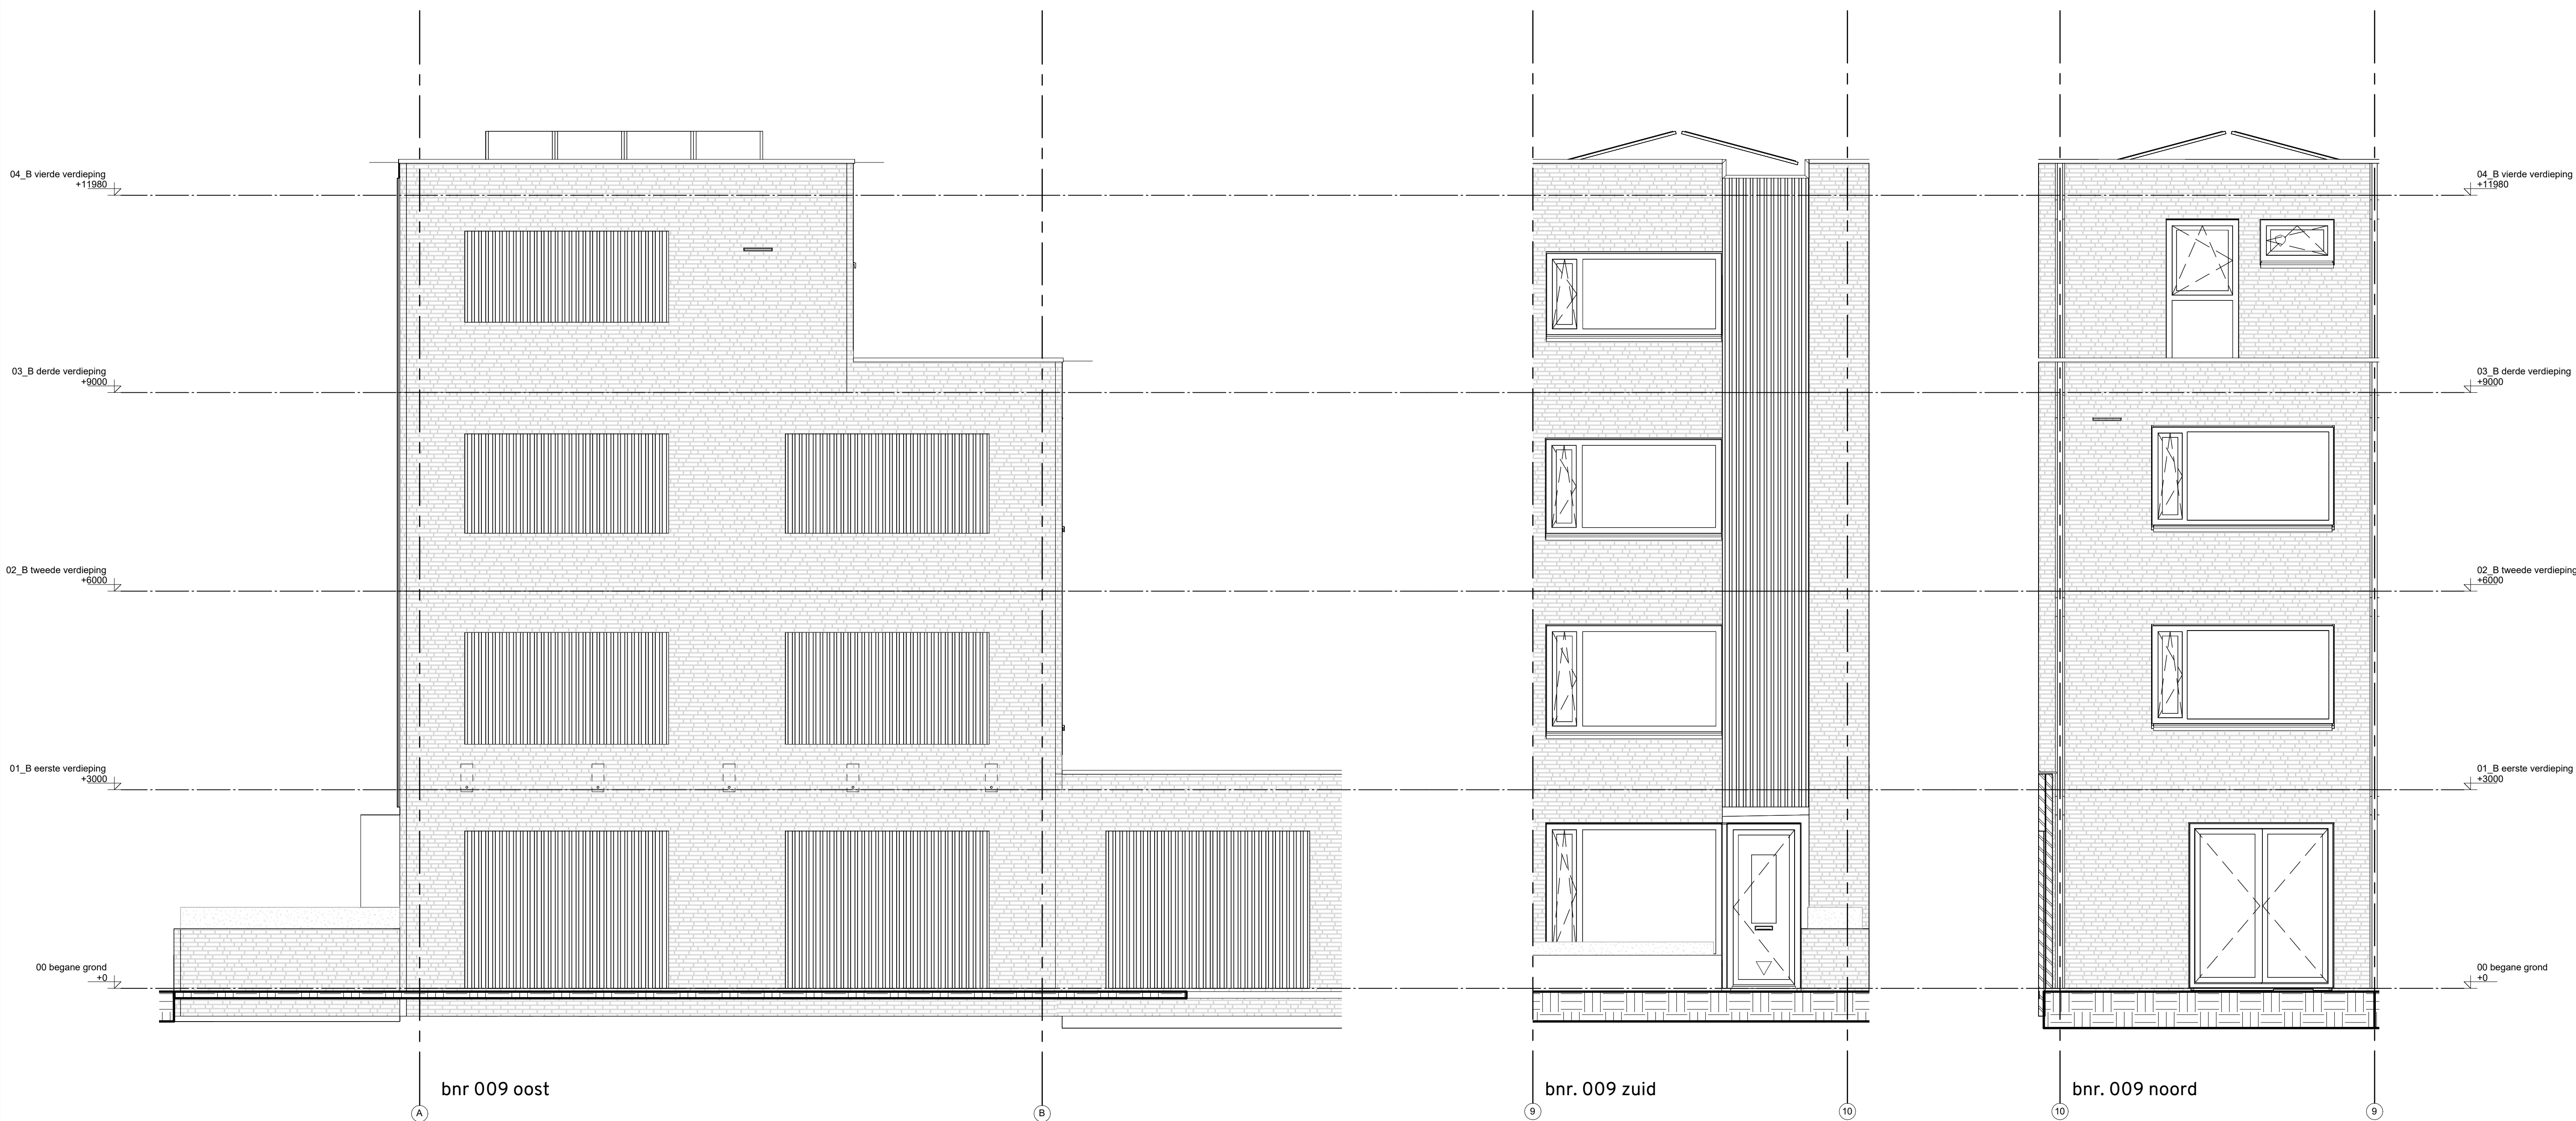 04_B vierde verdieping
+11980
03_B derde verdieping
+9000
02_B tweede verdieping
+6000
01_B eerste verdieping
+3000
00 begane grond
+0
04_B vierde verdieping
+11980
03_B derde verdieping
+9000
02_B tweede verdieping
+6000
01_B eerste verdieping
+3000
00 begane grond
+0
bnr 009 oost
bnr. 009 zuid
bnr. 009 noord
A
B
9
10
10
9